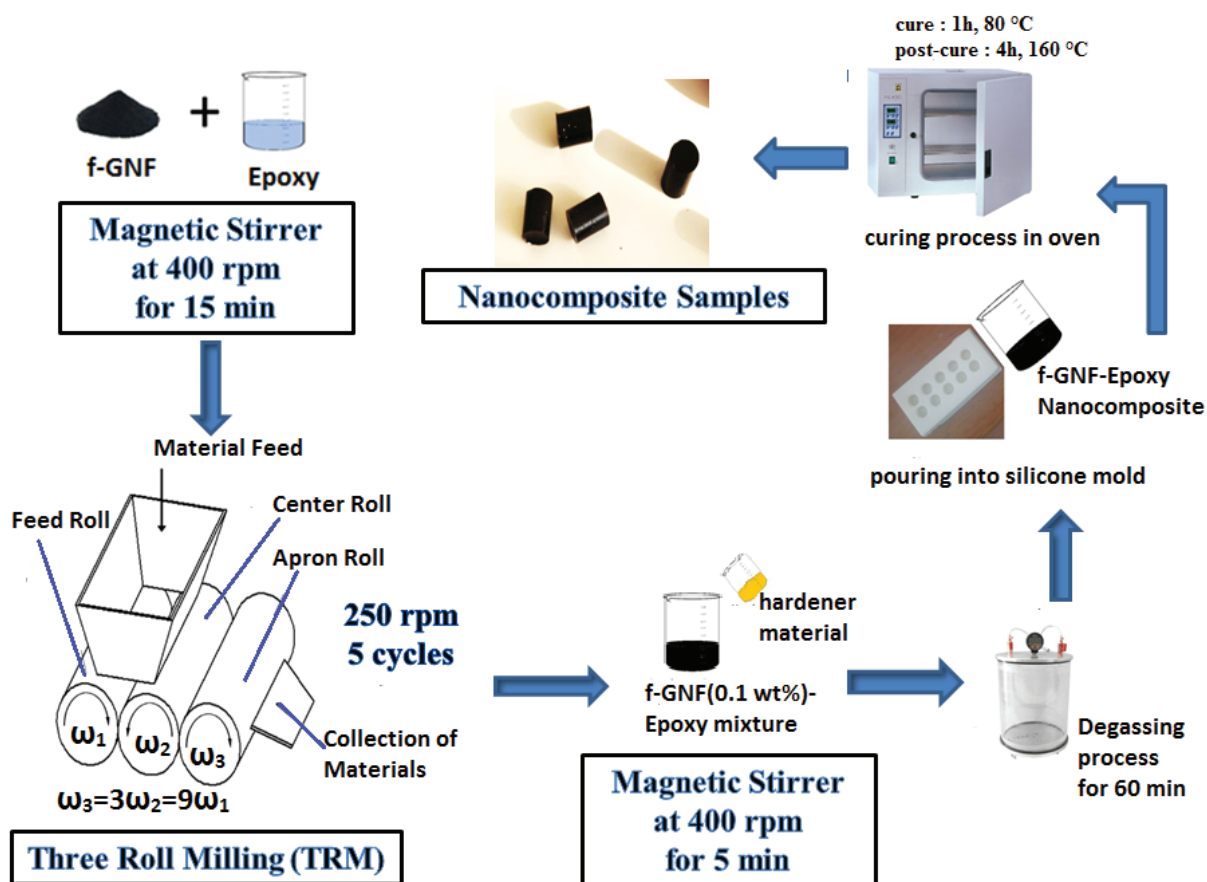 f-GNF
+
Epoxy
Magnetic Stirrer
at 400 rpm
for 15 min
Material Feed
Feed Roll
Center Roll
Apron Roll
250 rpm
5 cycles
ω₁
ω₂
ω₃
Collection of
Materials
ω₃=3ω₂=9ω₁
Three Roll Milling (TRM)
hardener
material
f-GNF(0.1 wt%)-
Epoxy mixture
Magnetic Stirrer
at 400 rpm
for 5 min
Degassing
process
for 60 min
f-GNF-Epoxy
Nanocomposite
pouring into silicone mold
cure : 1h, 80 °C
post-cure : 4h, 160 °C
curing process in oven
Nanocomposite Samples